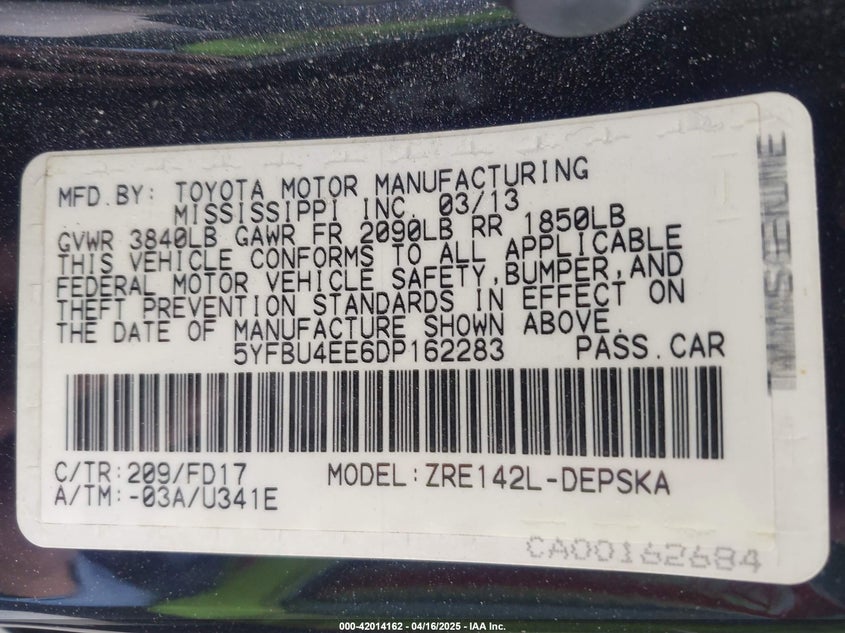 MFD.BY: TOYOTA MOTOR MANUFACTURING
MISSISSIPPI INC. 03/13
GVWR 3840LB GAWR FR 2090LB RR 1850LB
THIS VEHICLE CONFORMS TO ALL APPLICABLE
FEDERAL MOTOR VEHICLE SAFETY,BUMPER,AND
THEFT PREVENTION STANDARDS IN EFFECT ON
THE DATE OF MANUFACTURE SHOWN ABOVE.
5YFBU4EE6DP162283 PASS.CAR
C/TR:209/FD17 MODEL:ZRE142L-DEPSKA
A/TM:-03A/U341E
CA00162684
000-42014162 - 04/16/2025 - IAA Inc.